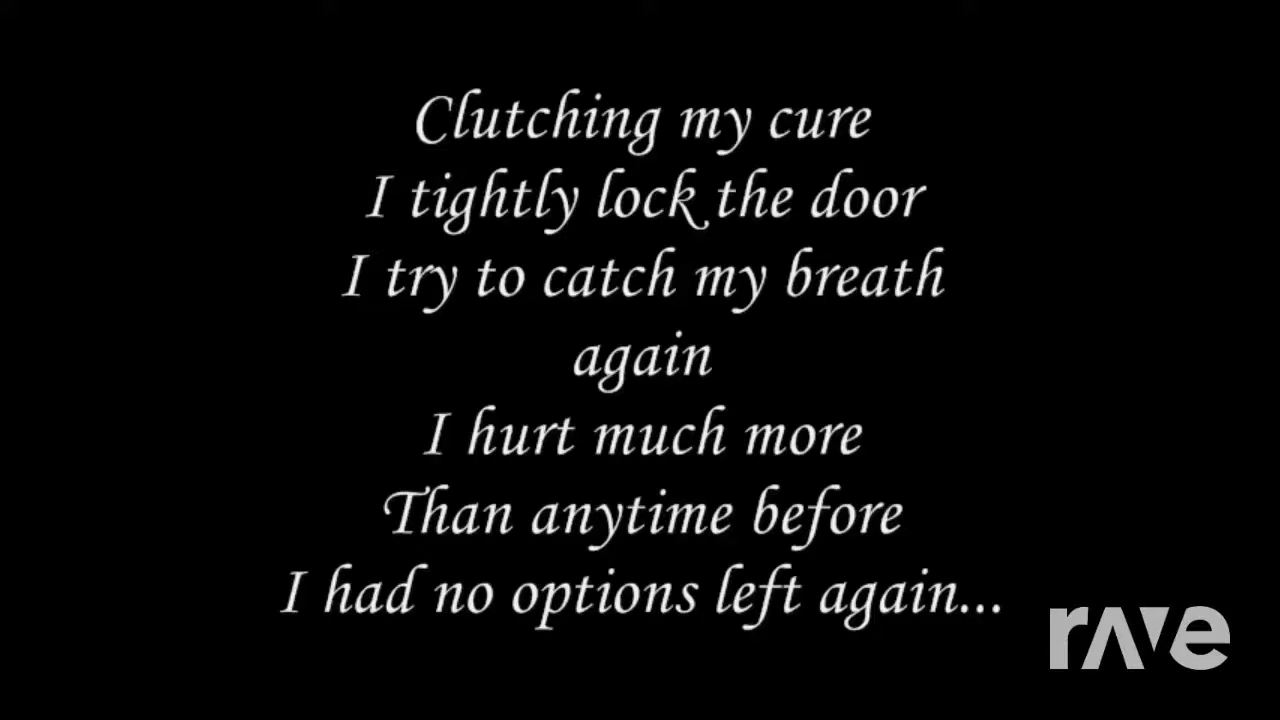 Clutching my cure
I tightly lock the door
I try to catch my breath
again
I hurt much more
Than anytime before
I had no options left again...
rave